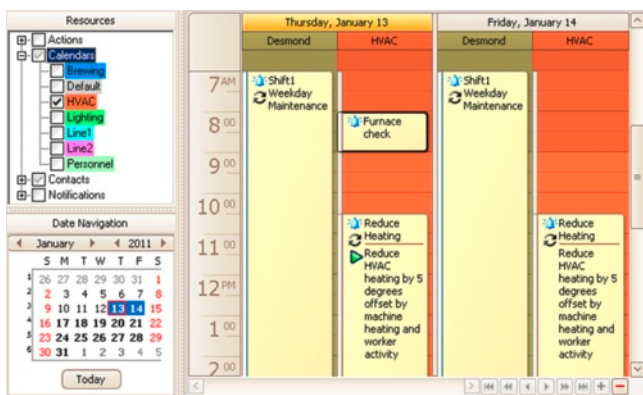 Resources
Actions
Calendars
Brewing
Default
HVAC
Lighting
Line1
Line2
Personnel
Contacts
Notifications
Date Navigation
January 2011
S M T W T F S
1 26 27 28 29 30 31 1
2 2 3 4 5 6 7 8
3 9 10 11 12 13 14 15
4 16 17 18 19 20 21 22
5 23 24 25 26 27 28 29
6 30 31 1 2 3 4 5
Today
Thursday, January 13
Friday, January 14
Desmond
HVAC
Desmond
HVAC
7 AM
8 00
9 00
10 00
11 00
12 PM
1 00
2 00
Shift1
Weekday
Maintenance
Furnace
check
Reduce
Heating
Reduce
HVAC
heating by 5
degrees
offset by
machine
heating and
worker
activity
Shift1
Weekday
Maintenance
Reduce
Heating
Reduce
HVAC
heating by 5
degrees
offset by
machine
heating and
worker
activity